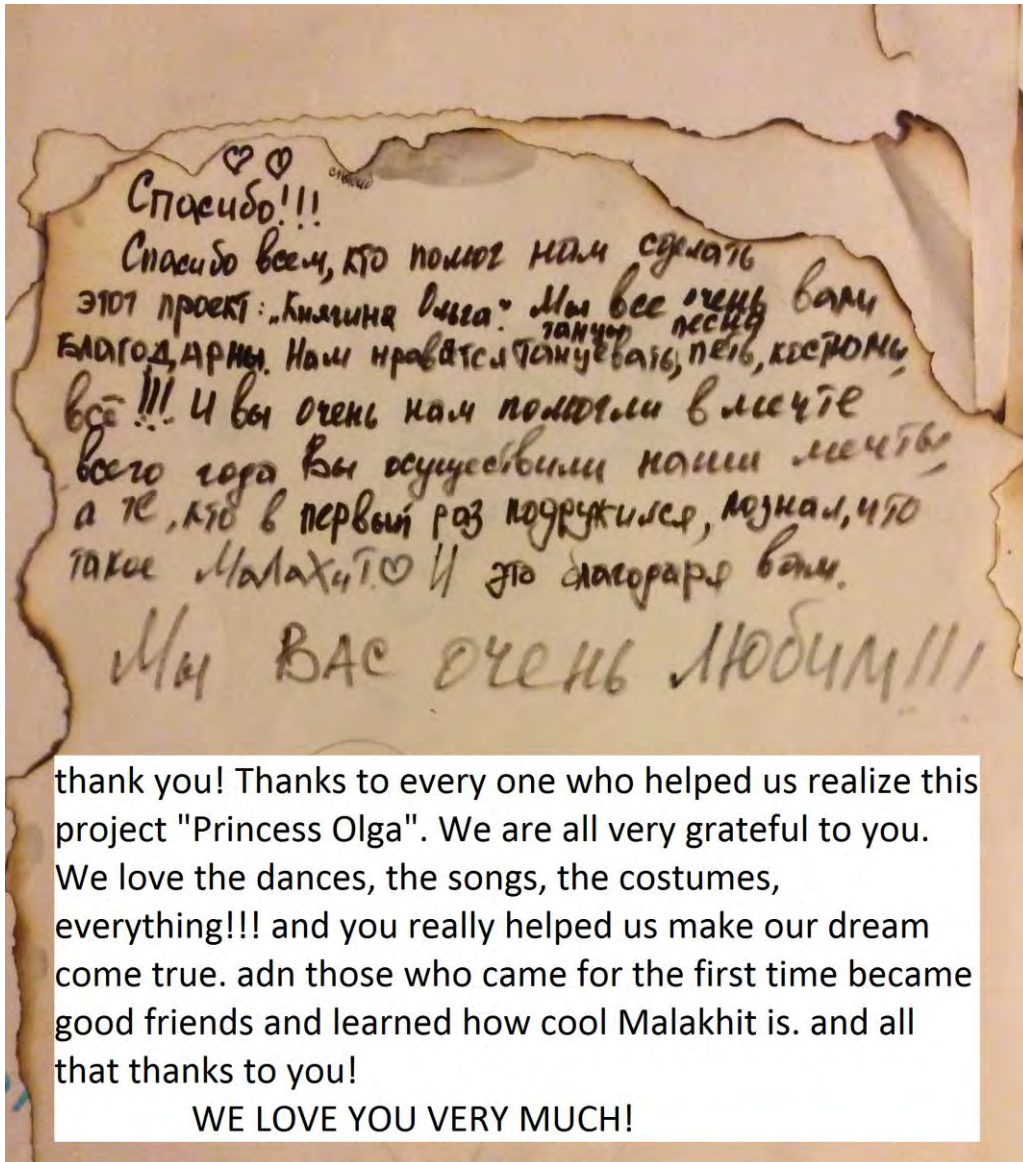 Спасибо!!!
Спасибо всем, кто помог нам сделать
этот проект: „Княгина Ольга". Мы все очень вам
танцы песни
благодарны. Нам нравятся танцевать, петь, костюмы,
всё!!! И вы очень нам помогли в мечте
всего года Вы осуществили наши мечты,
а те, кто в первый раз подружился, познал, что
такое Малахит.♡ И это благодаря вам.
Мы ВАС очень любим!!!
thank you! Thanks to every one who helped us realize this
project "Princess Olga". We are all very grateful to you.
We love the dances, the songs, the costumes,
everything!!! and you really helped us make our dream
come true. adn those who came for the first time became
good friends and learned how cool Malakhit is. and all
that thanks to you!
WE LOVE YOU VERY MUCH!